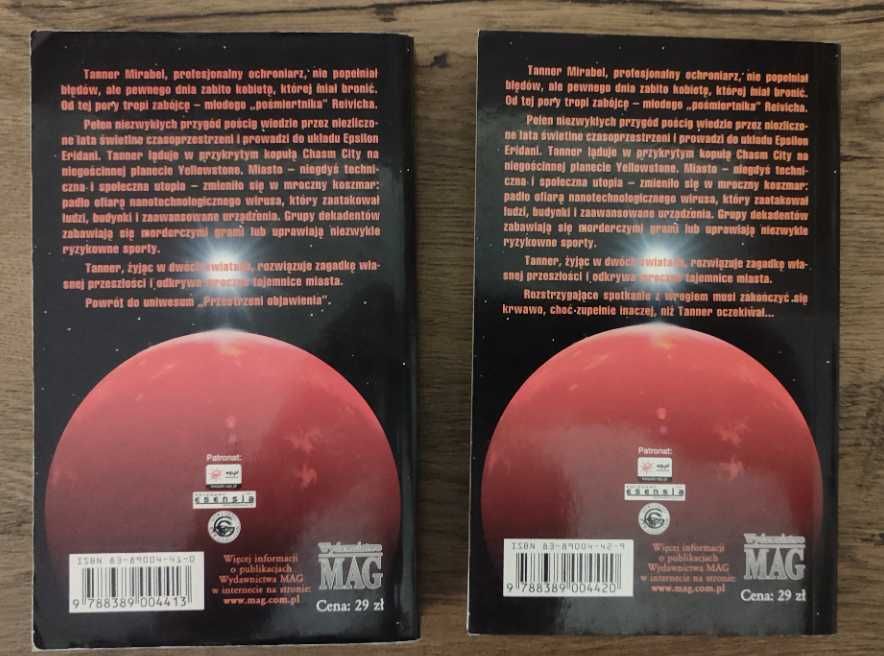 Tanner Mirabel, profesjonalny ochroniarz, nie popełniał
błędów, ale pewnego dnia zabito kobietę, której miał bronić.
Od tej pory tropi zabójcę – młodego „pośmiertnika" Reivicha.
Pełen niezwykłych przygód pościg wiedzie przez niezliczo-
ne lata świetlne czasoprzestrzeni i prowadzi do układu Epsilon
Eridani. Tanner ląduje w przykrytym kopułą Chasm City na
niegościnnej planecie Yellowstone. Miasto – niegdyś techni-
czna i społeczna utopia – zmieniło się w mroczny koszmar:
padło ofiarą nanotechnologicznego wirusa, który zaatakował
ludzi, budynki i zaawansowane urządzenia. Grupy dekadentów
zabawiają się morderczymi grami lub uprawiają niezwykle
ryzykowne sporty.
Tanner, żyjąc w dwóch światach, rozwiązuje zagadkę wła-
snej przeszłości i odkrywa mroczne tajemnice miasta.
Powrót do uniwesum „Przestrzeni objawienia".
Patronat:
wp.pl
esensja
ISBN 83-89004-41-0
9 788389 004413
Więcej informacji
o publikacjach
Wydawnictwa MAG
w internecie na stronie:
www.mag.com.pl
Wydawnictwo
MAG
Cena: 29 zł
Tanner Mirabel, profesjonalny ochroniarz, nie popełniał
błędów, ale pewnego dnia zabito kobietę, której miał bronić.
Od tej pory tropi zabójcę – młodego „pośmiertnika" Reivicha.
Pełen niezwykłych przygód pościg wiedzie przez niezliczo-
ne lata świetlne czasoprzestrzeni i prowadzi do układu Epsilon
Eridani. Tanner ląduje w przykrytym kopułą Chasm City na
niegościnnej planecie Yellowstone. Miasto – niegdyś techni-
czna i społeczna utopia – zmieniło się w mroczny koszmar:
padło ofiarą nanotechnologicznego wirusa, który zaatakował
ludzi, budynki i zaawansowane urządzenia. Grupy dekadentów
zabawiają się morderczymi grami lub uprawiają niezwykle
ryzykowne sporty.
Tanner, żyjąc w dwóch światach, rozwiązuje zagadkę wła-
snej przeszłości i odkrywa mroczne tajemnice miasta.
Rozstrzygające spotkanie z wrogiem musi zakończyć się
krwawo, choć zupełnie inaczej, niż Tanner oczekiwał...
Patronat:
wp.pl
esensja
ISBN 83-89004-42-9
9 788389 004420
Więcej informacji
o publikacjach
Wydawnictwa MAG
w internecie na stronie:
www.mag.com.pl
Wydawnictwo
MAG
Cena: 29 zł